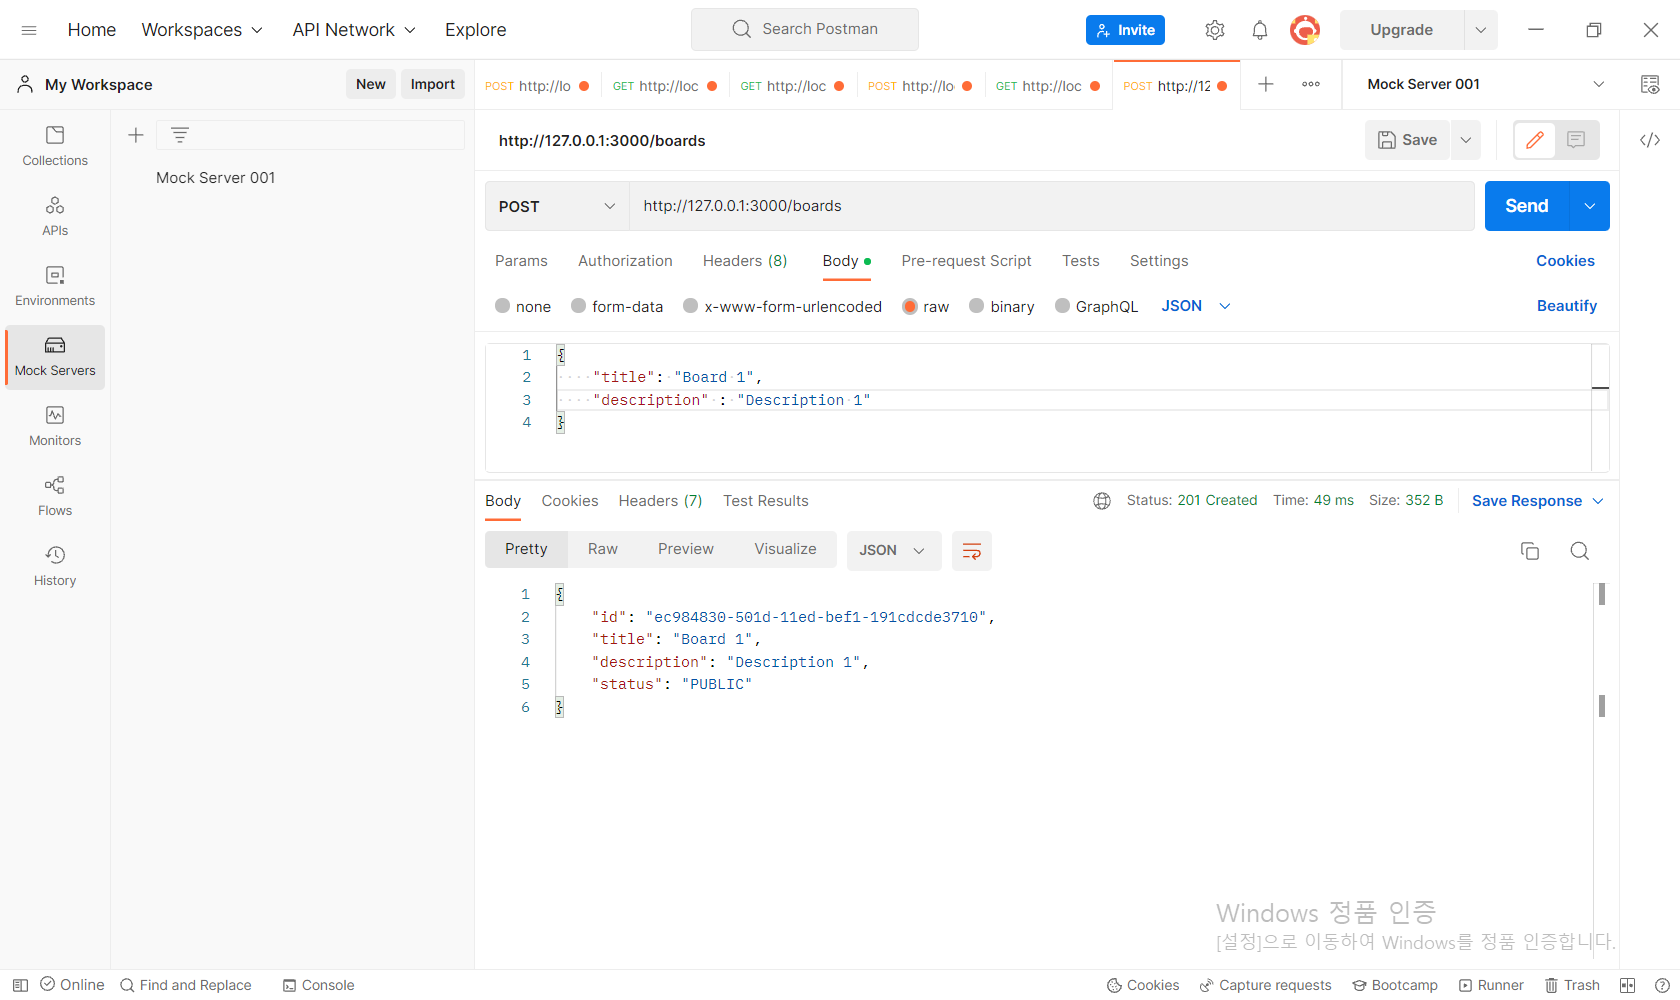 Home Workspaces API Network Explore Search Postman Invite Upgrade
My Workspace New Import POST http://lo GET http://loc GET http://loc POST http://lo GET http://loc POST http://12 Mock Server 001
Collections
APIs
Environments
Mock Servers
Monitors
Flows
History
Mock Server 001
http://127.0.0.1:3000/boards Save
POST http://127.0.0.1:3000/boards Send
Params Authorization Headers (8) Body Pre-request Script Tests Settings Cookies
none form-data x-www-form-urlencoded raw binary GraphQL JSON Beautify
1 {
2 ····"title":·"Board·1",
3 ····"description"·:·"Description·1"
4 }
Body Cookies Headers (7) Test Results Status: 201 Created Time: 49 ms Size: 352 B Save Response
Pretty Raw Preview Visualize JSON
1 {
2 "id": "ec984830-501d-11ed-bef1-191cdcde3710",
3 "title": "Board 1",
4 "description": "Description 1",
5 "status": "PUBLIC"
6 }
Windows 정품 인증
[설정]으로 이동하여 Windows를 정품 인증합니다.
Online Find and Replace Console Cookies Capture requests Bootcamp Runner Trash